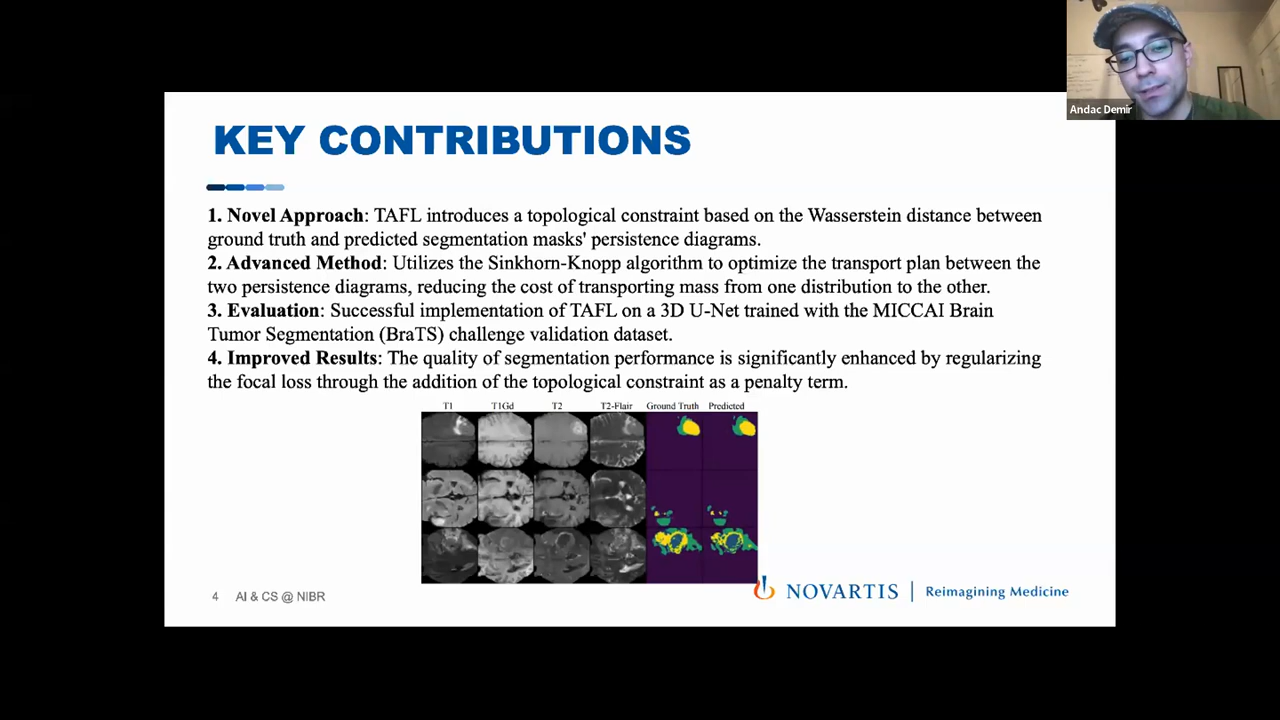 Andac Demir
KEY CONTRIBUTIONS
1. Novel Approach: TAFL introduces a topological constraint based on the Wasserstein distance between
ground truth and predicted segmentation masks' persistence diagrams.
2. Advanced Method: Utilizes the Sinkhorn-Knopp algorithm to optimize the transport plan between the
two persistence diagrams, reducing the cost of transporting mass from one distribution to the other.
3. Evaluation: Successful implementation of TAFL on a 3D U-Net trained with the MICCAI Brain
Tumor Segmentation (BraTS) challenge validation dataset.
4. Improved Results: The quality of segmentation performance is significantly enhanced by regularizing
the focal loss through the addition of the topological constraint as a penalty term.
T1 T1Gd T2 T2-Flair Ground Truth Predicted
4 AI & CS @ NIBR
NOVARTIS | Reimagining Medicine